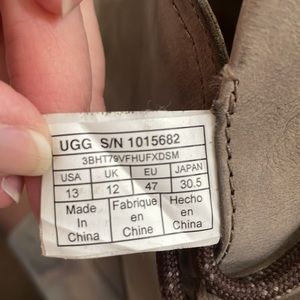 UGG S/N 1015682
3BHT79VFHUFXDSM
USA UK EU JAPAN
13 12 47 30.5
Made Fabrique Hecho
In en en
China Chine China